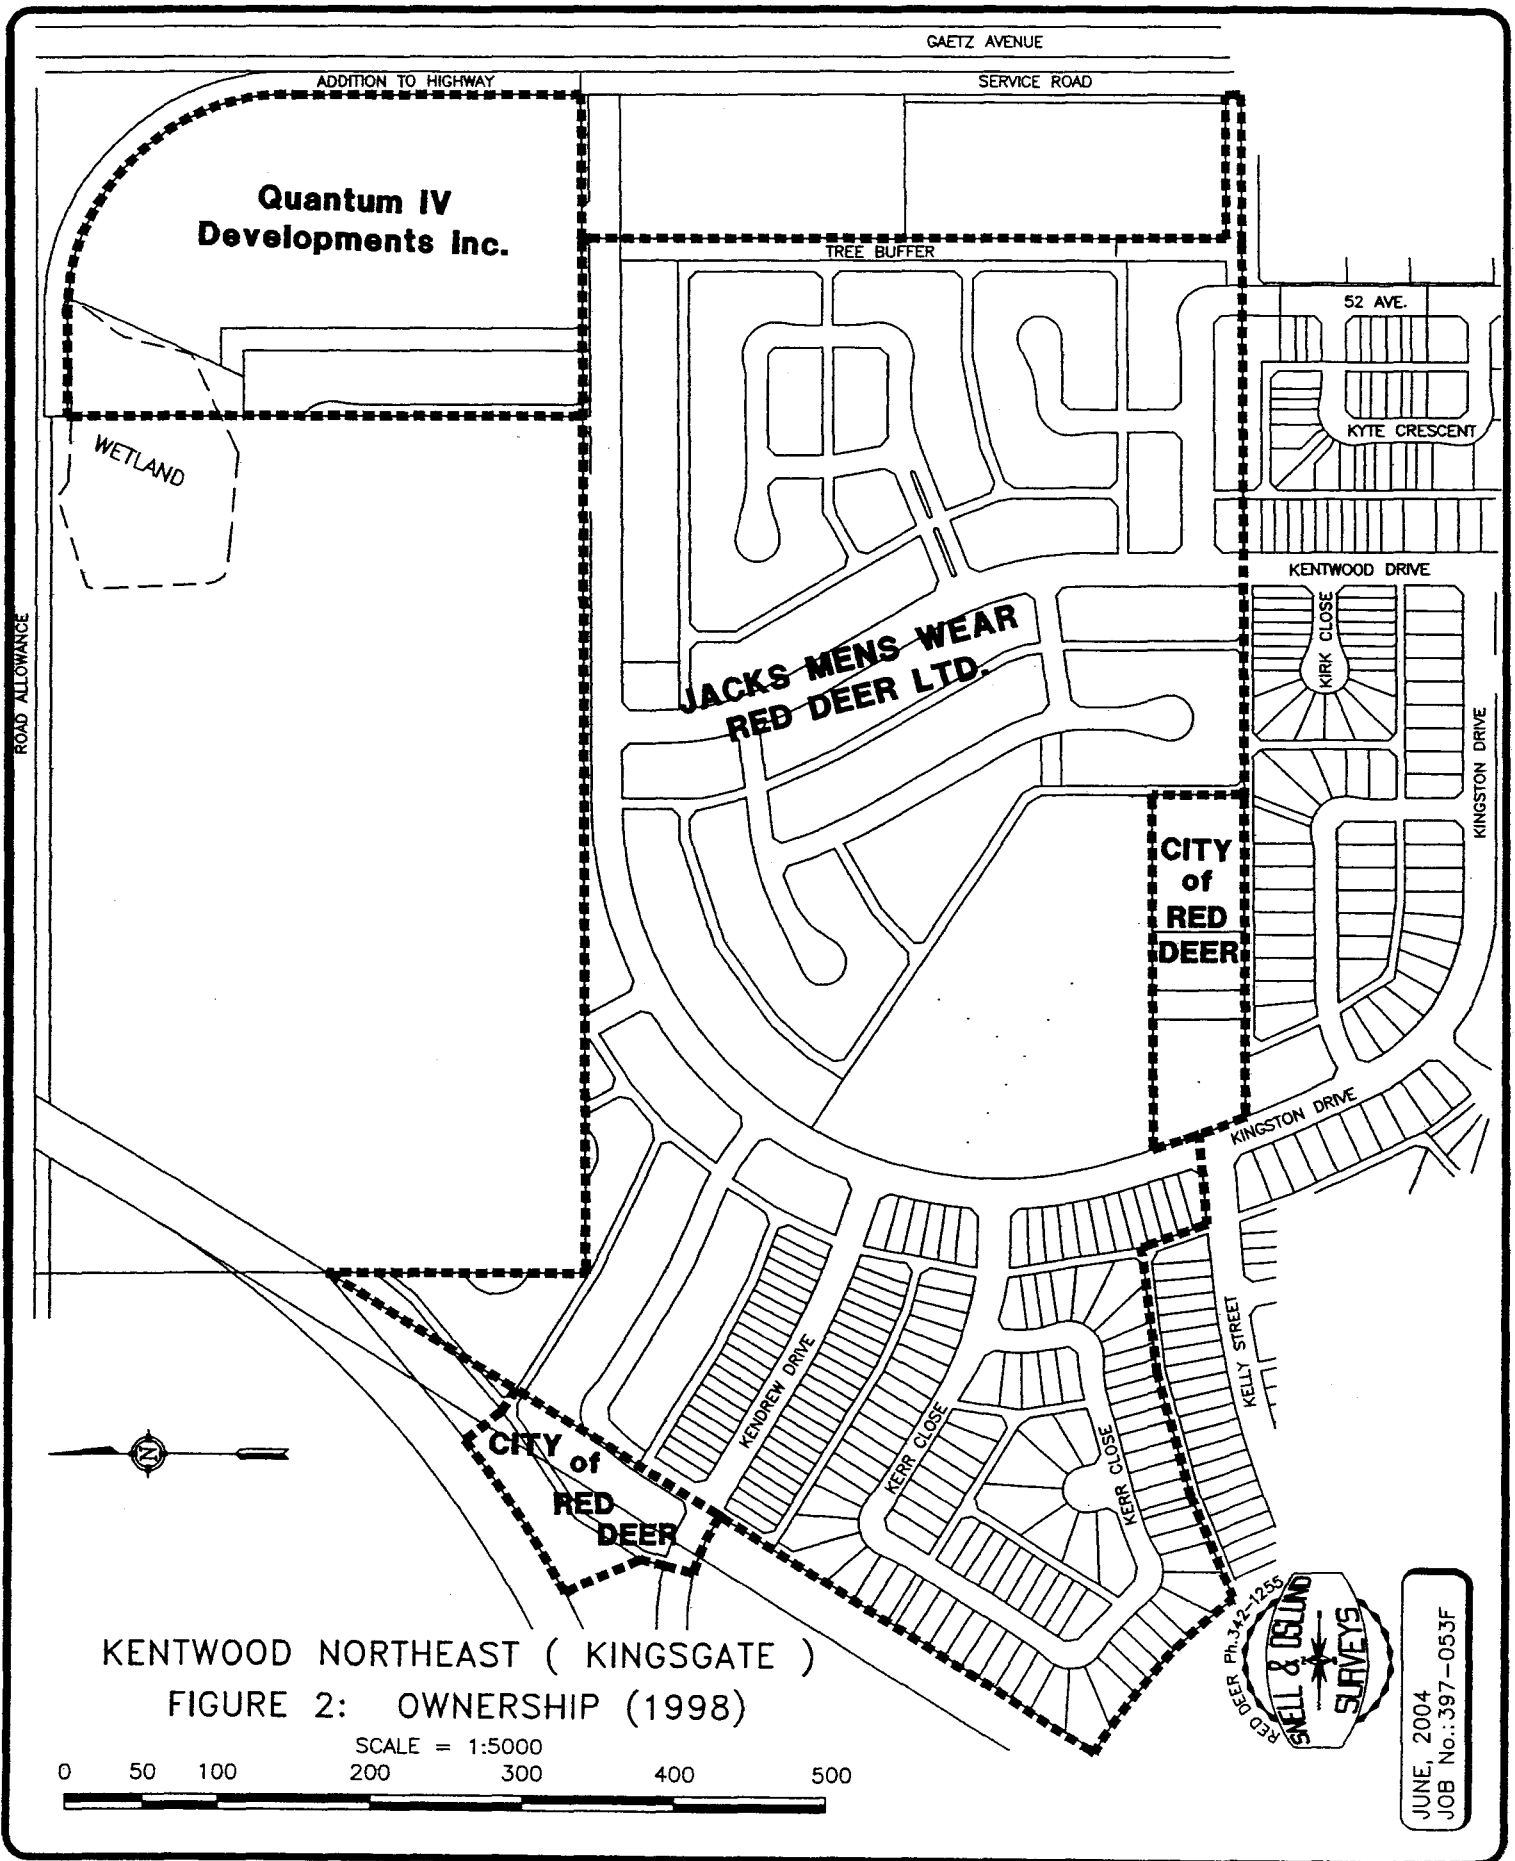 GAETZ AVENUE
ADDITION TO HIGHWAY
SERVICE ROAD
Quantum IV
Developments Inc.
TREE BUFFER
52 AVE.
KYTE CRESCENT
WETLAND
KENTWOOD DRIVE
KIRK CLOSE
ROAD ALLOWANCE
JACKS MENS WEAR
RED DEER LTD.
KINGSTON DRIVE
CITY
of
RED
DEER
KINGSTON DRIVE
KELLY STREET
KENDREW DRIVE
KERR CLOSE
KERR CLOSE
N
CITY
of
RED
DEER
KENTWOOD NORTHEAST ( KINGSGATE )
FIGURE 2: OWNERSHIP (1998)
SCALE = 1:5000
0 50 100 200 300 400 500
RED DEER Ph.342-1255
SNELL & OSLUND
SURVEYS
JUNE, 2004
JOB No.:397-053F